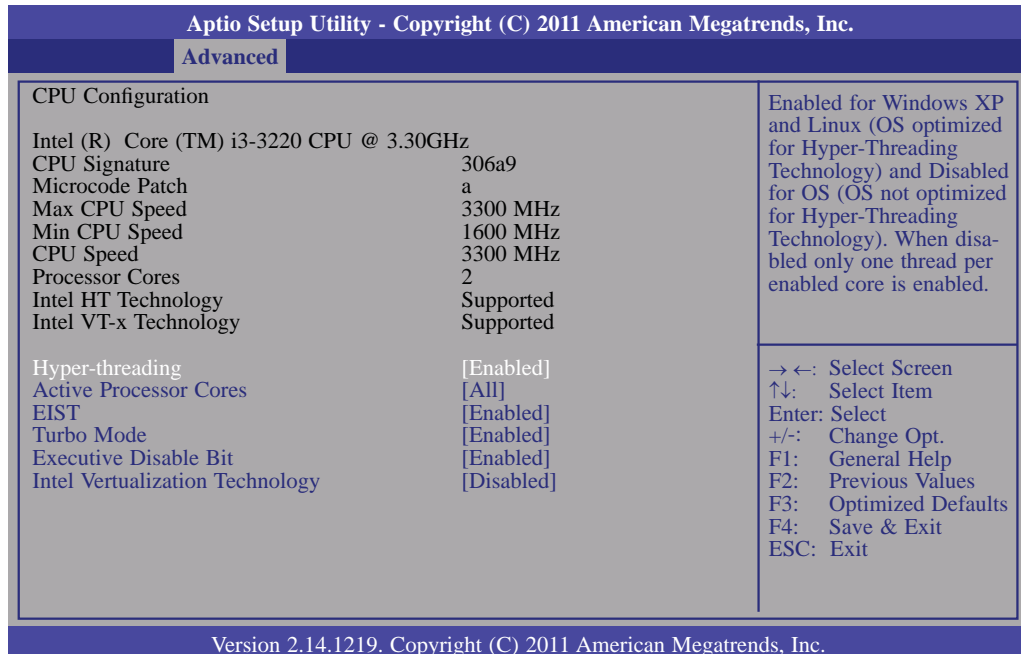 Aptio Setup Utility - Copyright (C) 2011 American Megatrends, Inc.
Advanced
CPU Configuration
Intel (R) Core (TM) i3-3220 CPU @ 3.30GHz
CPU Signature 306a9
Microcode Patch a
Max CPU Speed 3300 MHz
Min CPU Speed 1600 MHz
CPU Speed 3300 MHz
Processor Cores 2
Intel HT Technology Supported
Intel VT-x Technology Supported
Hyper-threading [Enabled]
Active Processor Cores [All]
EIST [Enabled]
Turbo Mode [Enabled]
Executive Disable Bit [Enabled]
Intel Vertualization Technology [Disabled]
Enabled for Windows XP
and Linux (OS optimized
for Hyper-Threading
Technology) and Disabled
for OS (OS not optimized
for Hyper-Threading
Technology). When disa-
bled only one thread per
enabled core is enabled.
→ ←: Select Screen
↑↓: Select Item
Enter: Select
+/-: Change Opt.
F1: General Help
F2: Previous Values
F3: Optimized Defaults
F4: Save & Exit
ESC: Exit
Version 2.14.1219. Copyright (C) 2011 American Megatrends, Inc.